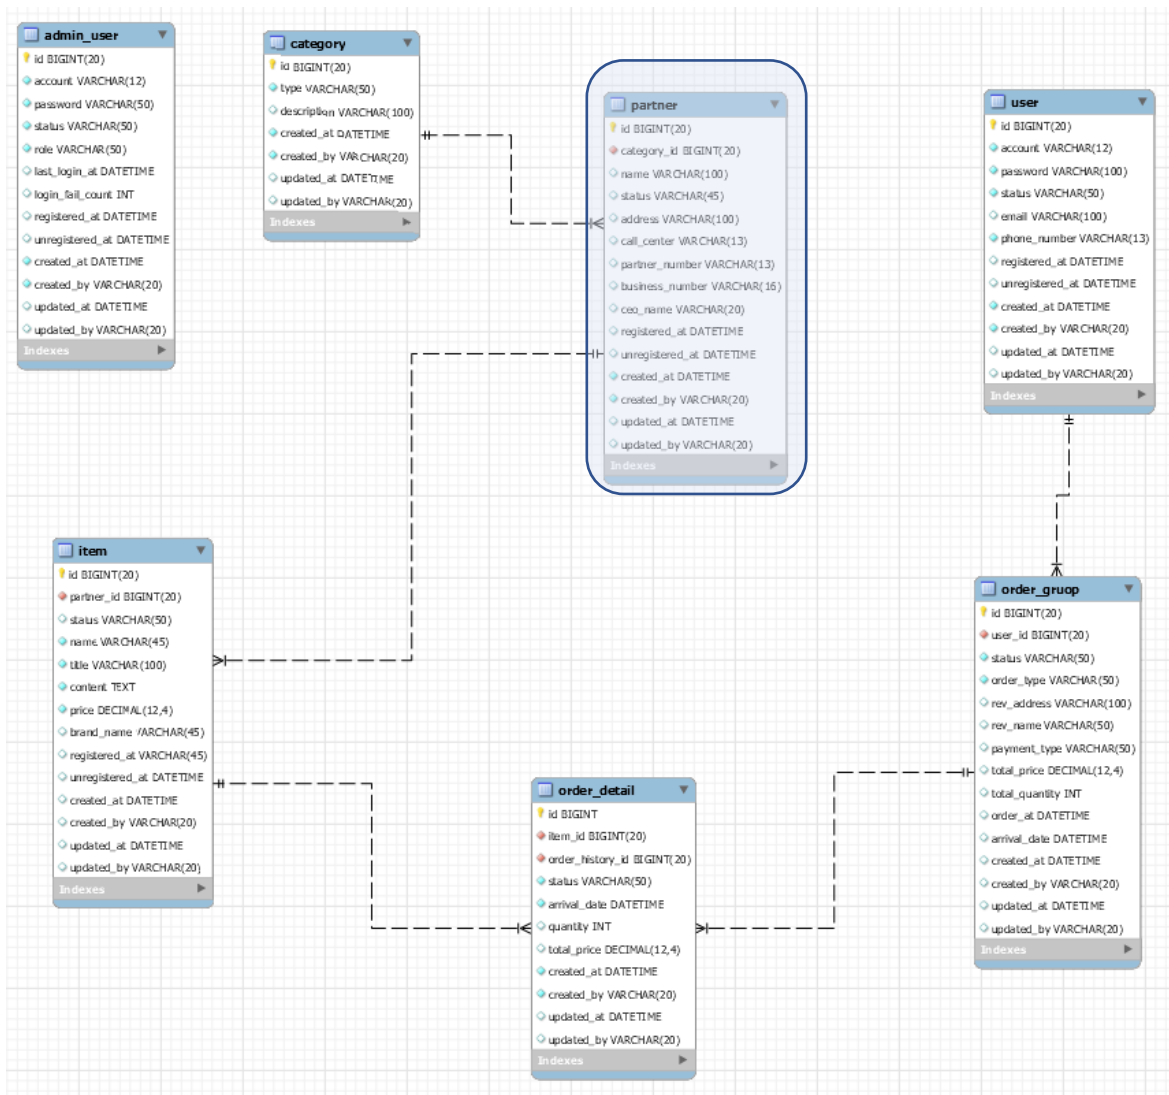 admin_user
id BIGINT(20)
account VARCHAR(12)
password VARCHAR(50)
status VARCHAR(50)
role VARCHAR(50)
last_login_at DATETIME
login_fail_count INT
registered_at DATETIME
unregistered_at DATETIME
created_at DATETIME
created_by VARCHAR(20)
updated_at DATETIME
updated_by VARCHAR(20)
Indexes
category
id BIGINT(20)
type VARCHAR(50)
description VARCHAR(100)
created_at DATETIME
created_by VARCHAR(20)
updated_at DATETIME
updated_by VARCHAR(20)
Indexes
partner
id BIGINT(20)
category_id BIGINT(20)
name VARCHAR(100)
status VARCHAR(45)
address VARCHAR(100)
call_center VARCHAR(13)
partner_number VARCHAR(13)
business_number VARCHAR(16)
ceo_name VARCHAR(20)
registered_at DATETIME
unregistered_at DATETIME
created_at DATETIME
created_by VARCHAR(20)
updated_at DATETIME
updated_by VARCHAR(20)
Indexes
user
id BIGINT(20)
account VARCHAR(12)
password VARCHAR(100)
status VARCHAR(50)
email VARCHAR(100)
phone_number VARCHAR(13)
registered_at DATETIME
unregistered_at DATETIME
created_at DATETIME
created_by VARCHAR(20)
updated_at DATETIME
updated_by VARCHAR(20)
Indexes
item
id BIGINT(20)
partner_id BIGINT(20)
status VARCHAR(50)
name VARCHAR(45)
title VARCHAR(100)
content TEXT
price DECIMAL(12,4)
brand_name VARCHAR(45)
registered_at VARCHAR(45)
unregistered_at DATETIME
created_at DATETIME
created_by VARCHAR(20)
updated_at DATETIME
updated_by VARCHAR(20)
Indexes
order_detail
id BIGINT
item_id BIGINT(20)
order_history_id BIGINT(20)
status VARCHAR(50)
arrival_date DATETIME
quantity INT
total_price DECIMAL(12,4)
created_at DATETIME
created_by VARCHAR(20)
updated_at DATETIME
updated_by VARCHAR(20)
Indexes
order_gruop
id BIGINT(20)
user_id BIGINT(20)
status VARCHAR(50)
order_type VARCHAR(50)
rev_address VARCHAR(100)
rev_name VARCHAR(50)
payment_type VARCHAR(50)
total_price DECIMAL(12,4)
total_quantity INT
order_at DATETIME
arrival_date DATETIME
created_at DATETIME
created_by VARCHAR(20)
updated_at DATETIME
updated_by VARCHAR(20)
Indexes